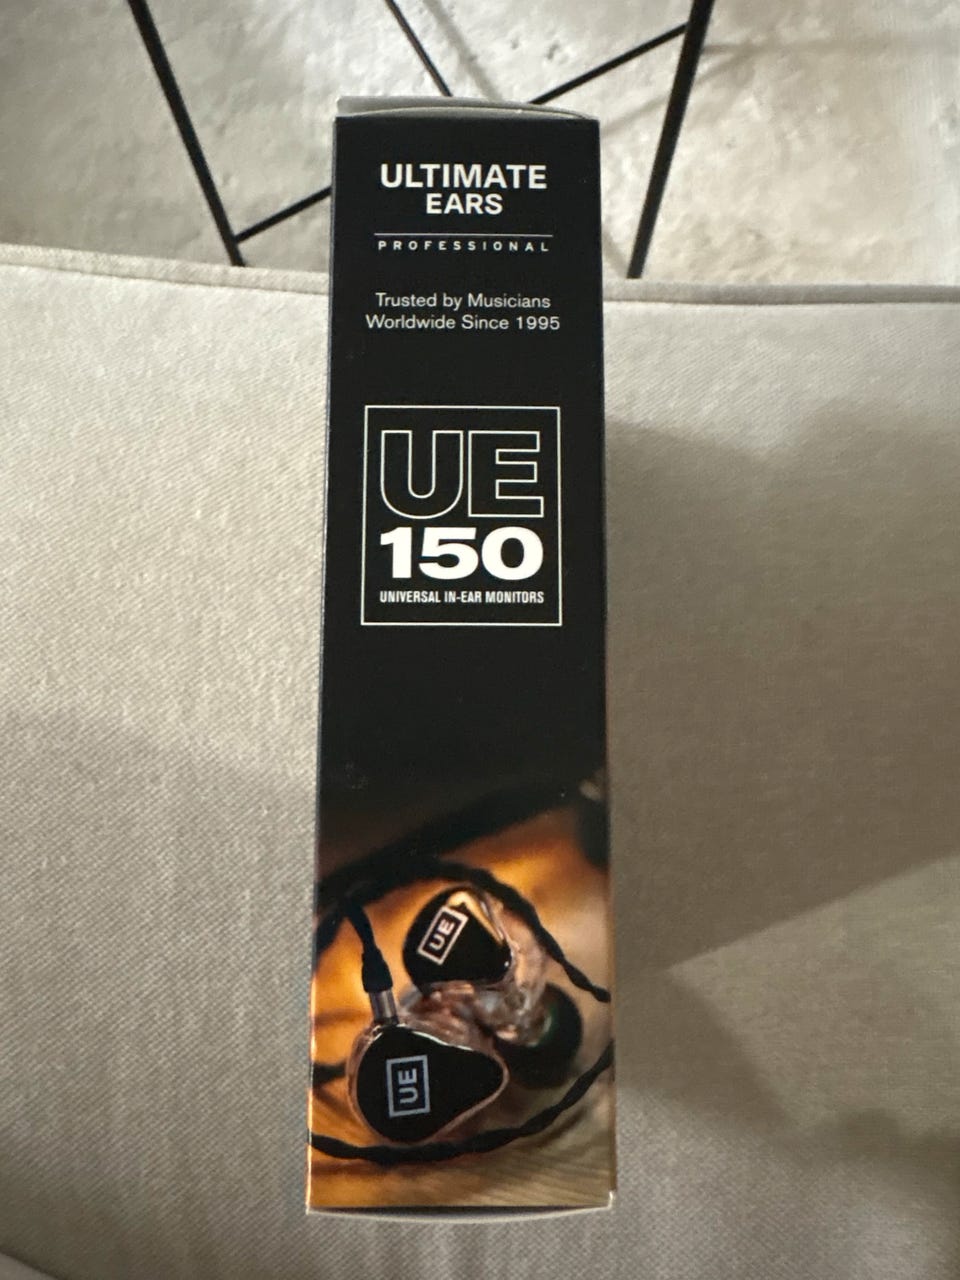 ULTIMATE
EARS
PROFESSIONAL
Trusted by Musicians
Worldwide Since 1995
UE
150
UNIVERSAL IN-EAR MONITORS
UE
UE